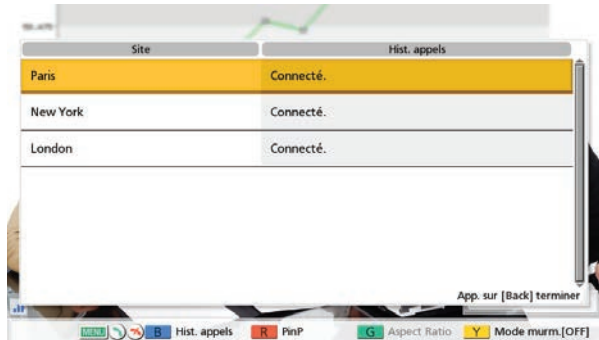 Site Hist. appels
Paris Connecté.
New York Connecté.
London Connecté.
App. sur [Back] terminer
MENU B Hist. appels R PinP G Aspect Ratio Y Mode murm.[OFF]